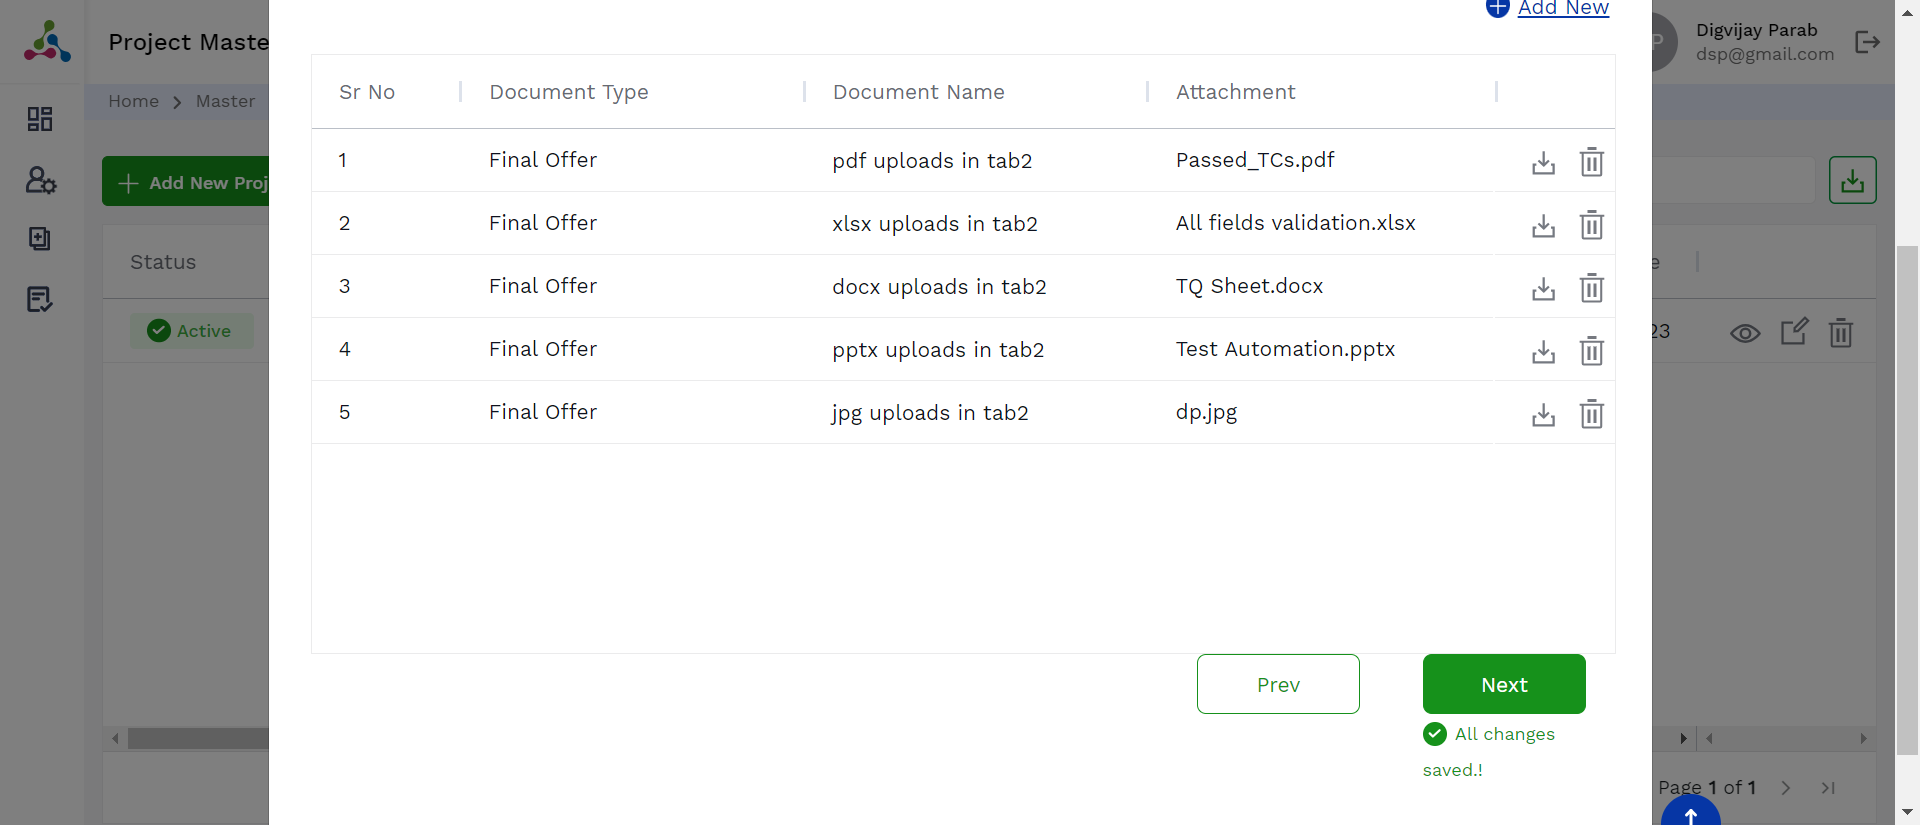 Add New
Project Maste
P
Digvijay Parab
dsp@gmail.com
Home > Master
Sr No Document Type Document Name Attachment
1 Final Offer pdf uploads in tab2 Passed_TCs.pdf
Add New Proj
2 Final Offer xlsx uploads in tab2 All fields validation.xlsx
Status
e
3 Final Offer docx uploads in tab2 TQ Sheet.docx
Active
23
4 Final Offer pptx uploads in tab2 Test Automation.pptx
5 Final Offer jpg uploads in tab2 dp.jpg
Prev Next
All changes
saved.!
Page 1 of 1